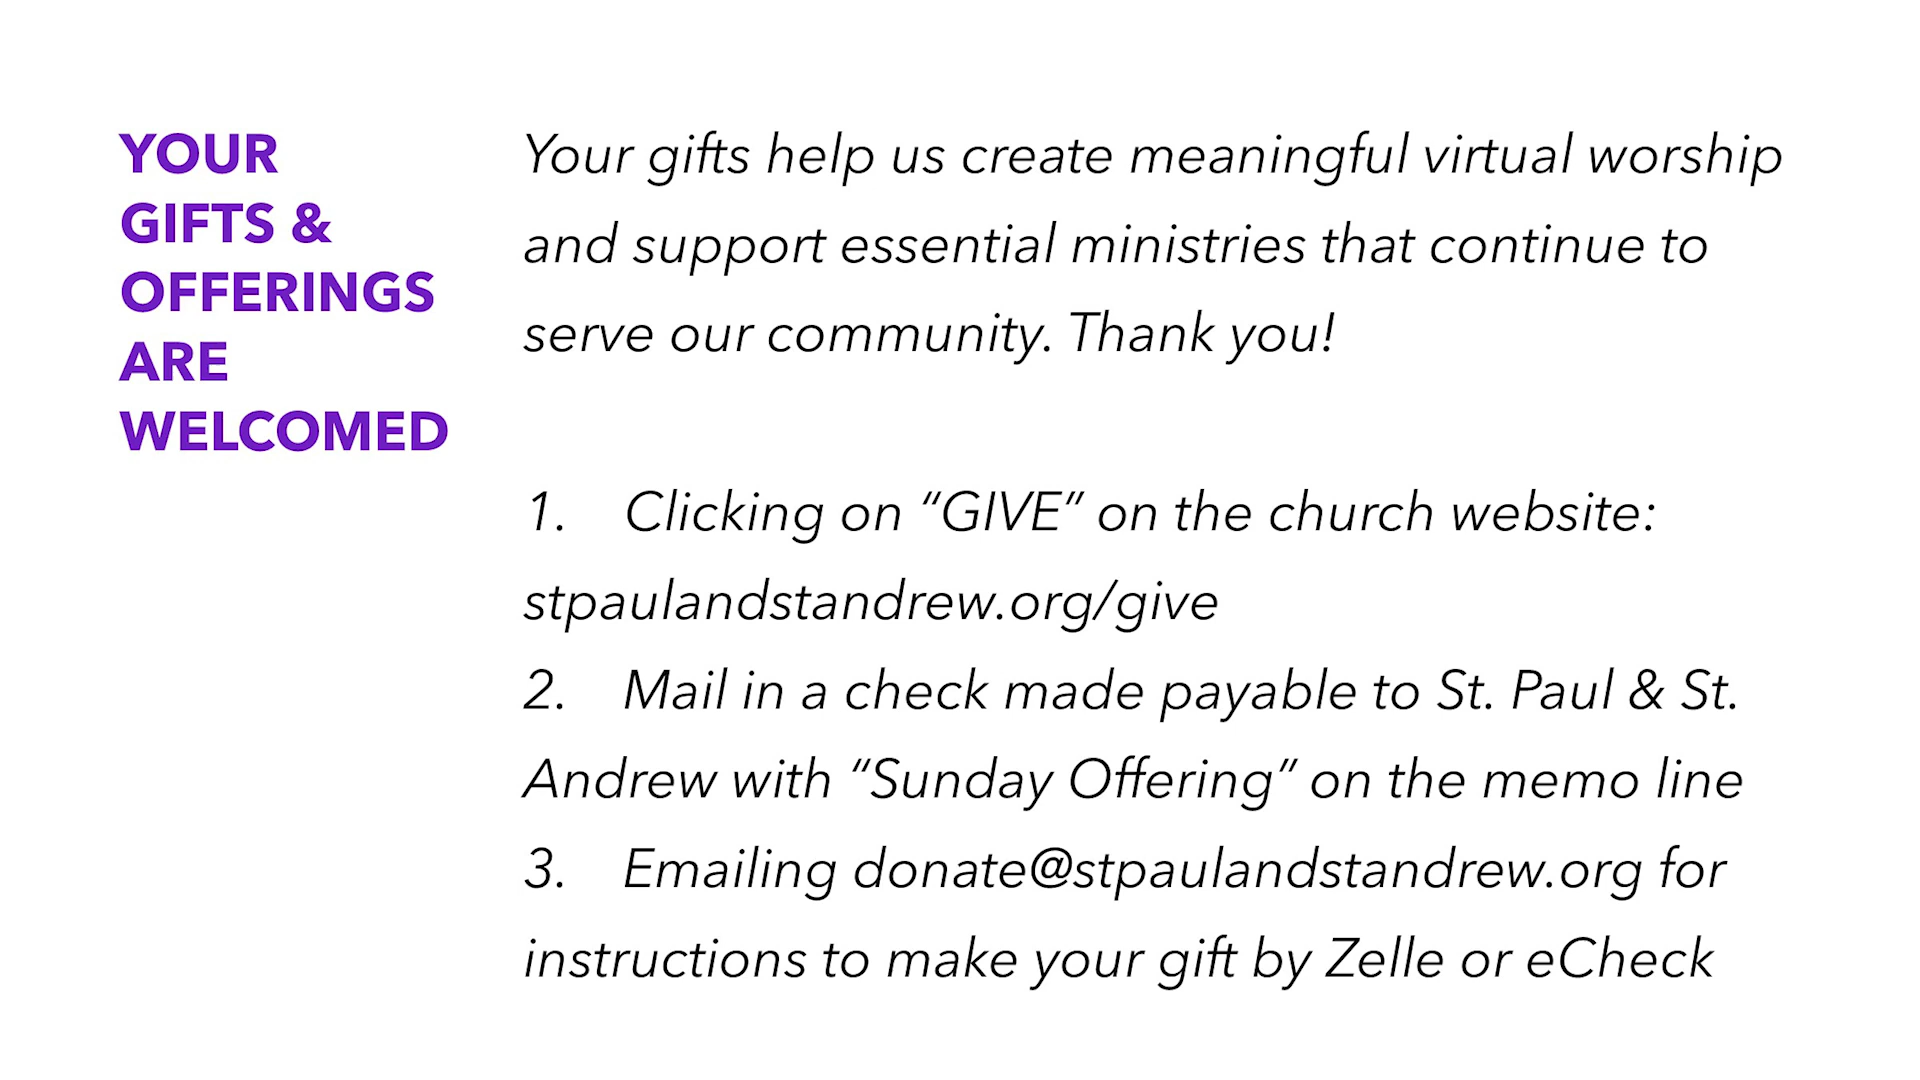 YOUR
GIFTS &
OFFERINGS
ARE
WELCOMED
Your gifts help us create meaningful virtual worship
and support essential ministries that continue to
serve our community. Thank you!
1. Clicking on “GIVE” on the church website:
stpaulandstandrew.org/give
2. Mail in a check made payable to St. Paul & St.
Andrew with “Sunday Offering” on the memo line
3. Emailing donate@stpaulandstandrew.org for
instructions to make your gift by Zelle or eCheck